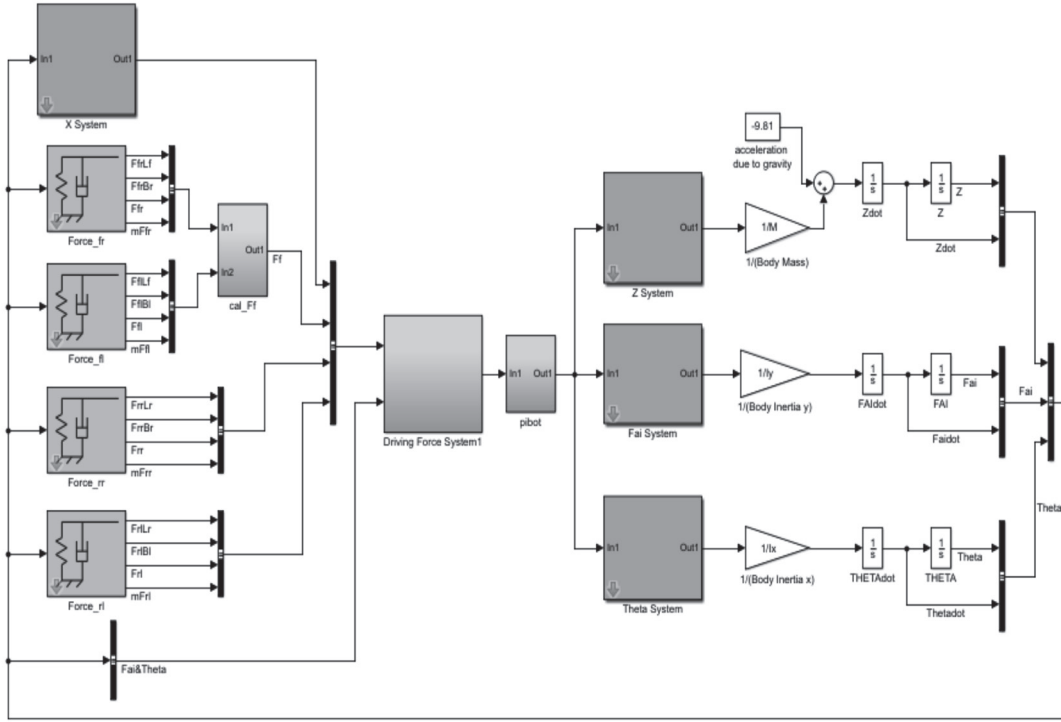 In1
Out1
X System
FfrLf
FfrBr
Ffr
mFfr
Force_fr
FflLf
FflBl
Ffl
mFfl
Force_fl
FrrLr
FrrBr
Frr
mFrr
Force_rr
FrlLr
FrlBl
Frl
mFrl
Force_rl
Fai&Theta
In1
In2
Out1
cal_Ff
Ff
Driving Force System1
In1
Out1
pibot
In1
Out1
Z System
1/M
1/(Body Mass)
-9.81
acceleration
due to gravity
1
s
Zdot
1
s
Z
Z
Zdot
In1
Out1
Fai System
1/Iy
1/(Body Inertia y)
1
s
FAIdot
1
s
FAI
Fai
Faidot
Fai
In1
Out1
Theta System
1/Ix
1/(Body Inertia x)
1
s
THETAdot
1
s
THETA
Theta
Thetadot
Theta